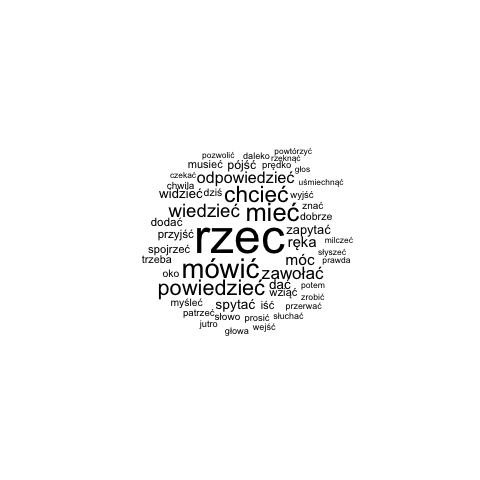 powtórzyć
pozwolić daleko rzęknąć
musieć pójść prędko głos
czekać odpowiedzieć uśmiechnąć
chwila
widzieć dziś chcieć wyjść
wiedzieć mieć znać
dobrze
dodać zapytać
przyjść rzec ręka milczeć
spojrzeć słyszeć
trzeba móc prawda
oko mówić zawołać
powiedzieć dać potem
wziąć zrobić
myśleć spytać iść przerwać
patrzeć słowo prosić słuchać
jutro wejść
głowa